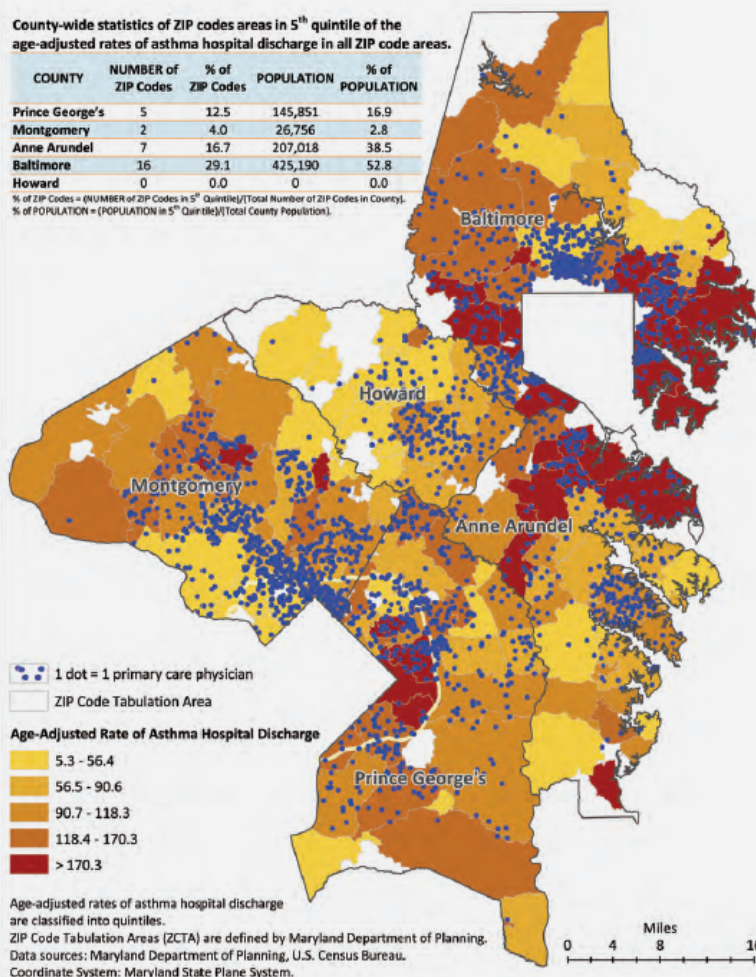 County-wide statistics of ZIP codes areas in 5th quintile of the
age-adjusted rates of asthma hospital discharge in all ZIP code areas.
COUNTY NUMBER of ZIP Codes % of ZIP Codes POPULATION % of POPULATION
Prince George's 5 12.5 145,851 16.9
Montgomery 2 4.0 26,756 2.8
Anne Arundel 7 16.7 207,018 38.5
Baltimore 16 29.1 425,190 52.8
Howard 0 0.0 0 0.0
% of ZIP Codes = (NUMBER of ZIP Codes in 5th Quintile)/(Total Number of ZIP Codes in County).
% of POPULATION = (POPULATION in 5th Quintile)/(Total County Population).
Baltimore
Howard
Montgomery
Anne Arundel
Prince George's
1 dot = 1 primary care physician
ZIP Code Tabulation Area
Age-Adjusted Rate of Asthma Hospital Discharge
5.3 - 56.4
56.5 - 90.6
90.7 - 118.3
118.4 - 170.3
> 170.3
Age-adjusted rates of asthma hospital discharge
are classified into quintiles.
ZIP Code Tabulation Areas (ZCTA) are defined by Maryland Department of Planning.
Data sources: Maryland Department of Planning, U.S. Census Bureau.
Coordinate System: Maryland State Plane System.
Miles
0 4 8